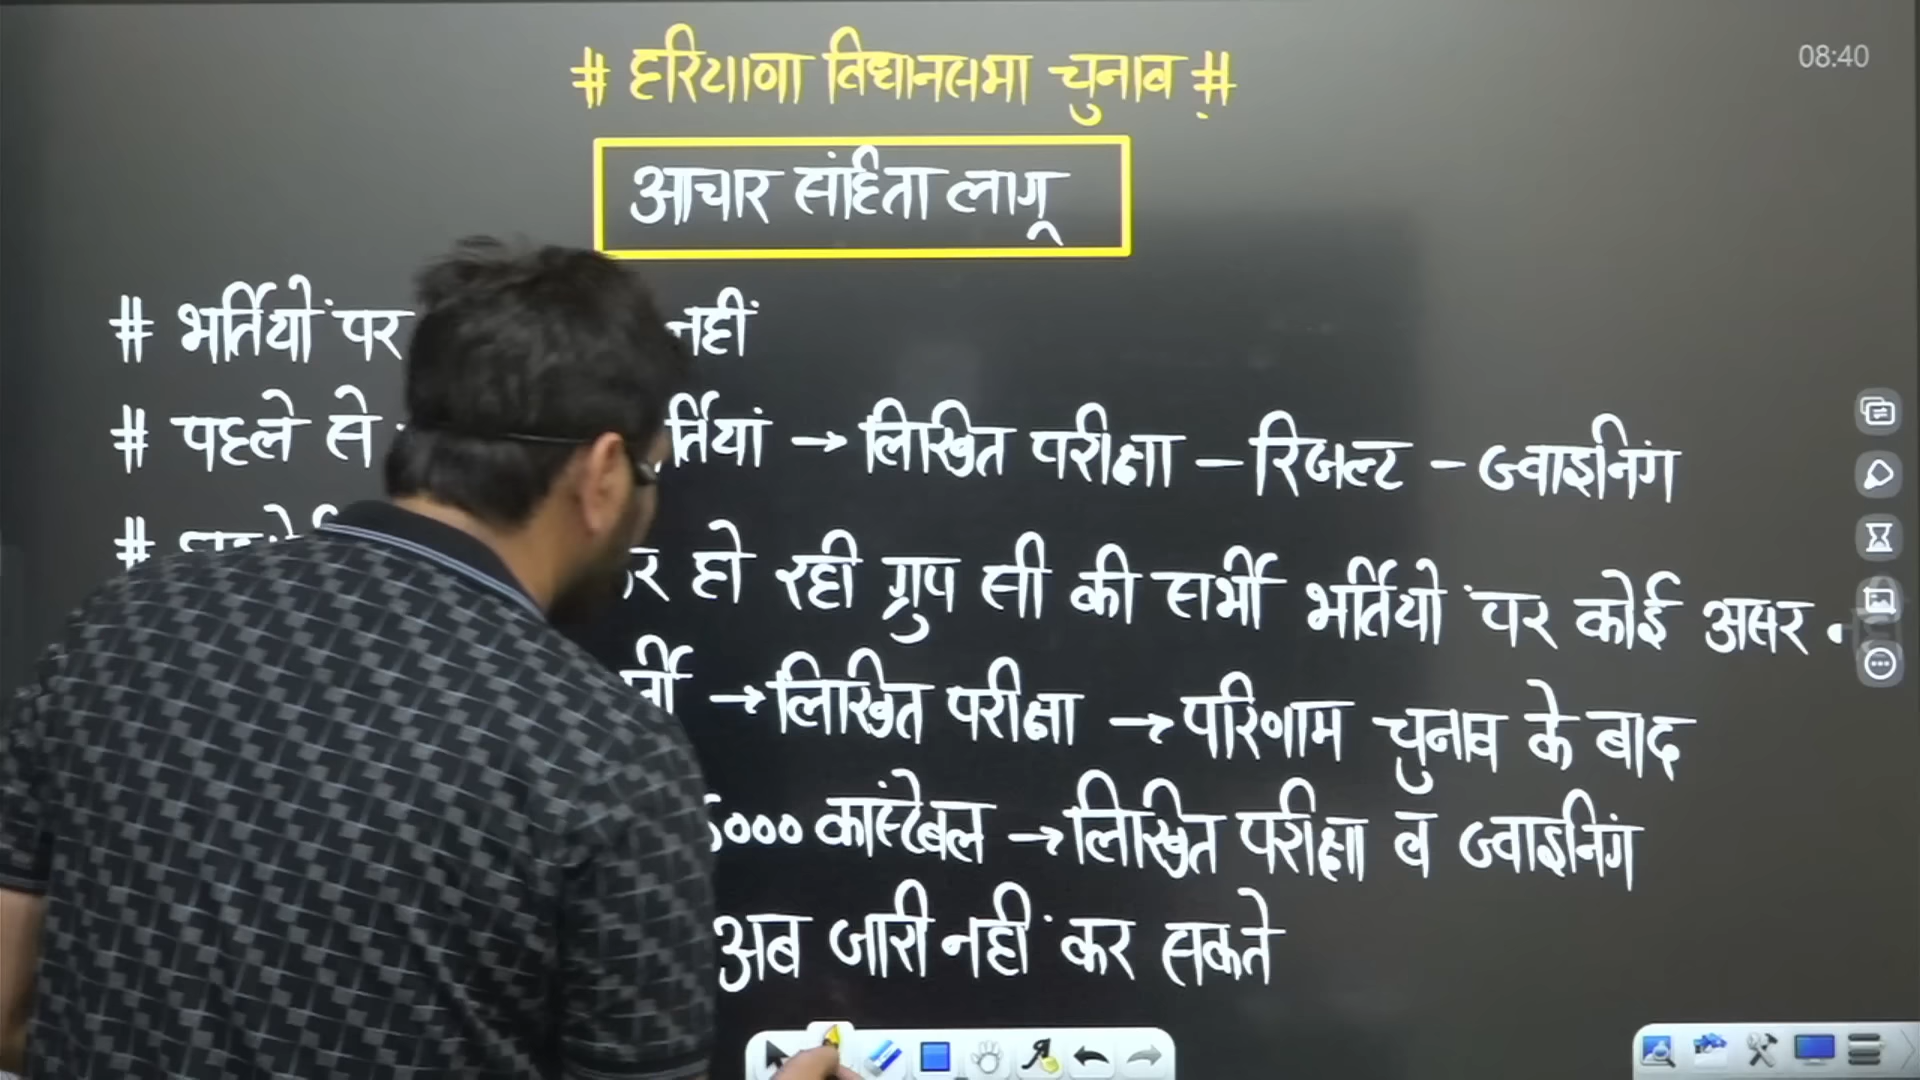 # हरियाणा विधानसभा चुनाव #
08:40
आचार संहिता लागू
# भर्तियों पर नहीं
# पहले से र्तियां → लिखित परीक्षा – रिजल्ट – ज्वाइनिंग
# हो रही ग्रुप सी की सभी भर्तियों पर कोई असर
→ लिखित परीक्षा → परिणाम चुनाव के बाद
000 कांस्टेबल → लिखित परीक्षा व ज्वाइनिंग
अब जारी नहीं कर सकते